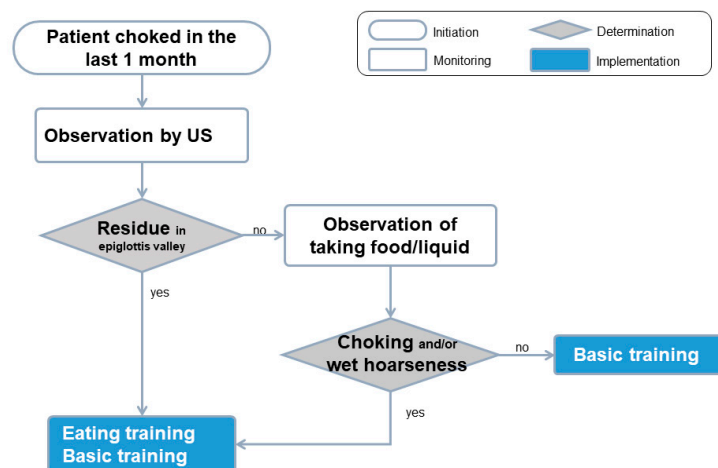 Patient choked in the
last 1 month
Initiation
Determination
Monitoring
Implementation
Observation by US
Residue in
epiglottis valley
no
Observation of
taking food/liquid
yes
Choking and/or
wet hoarseness
no
Basic training
yes
Eating training
Basic training